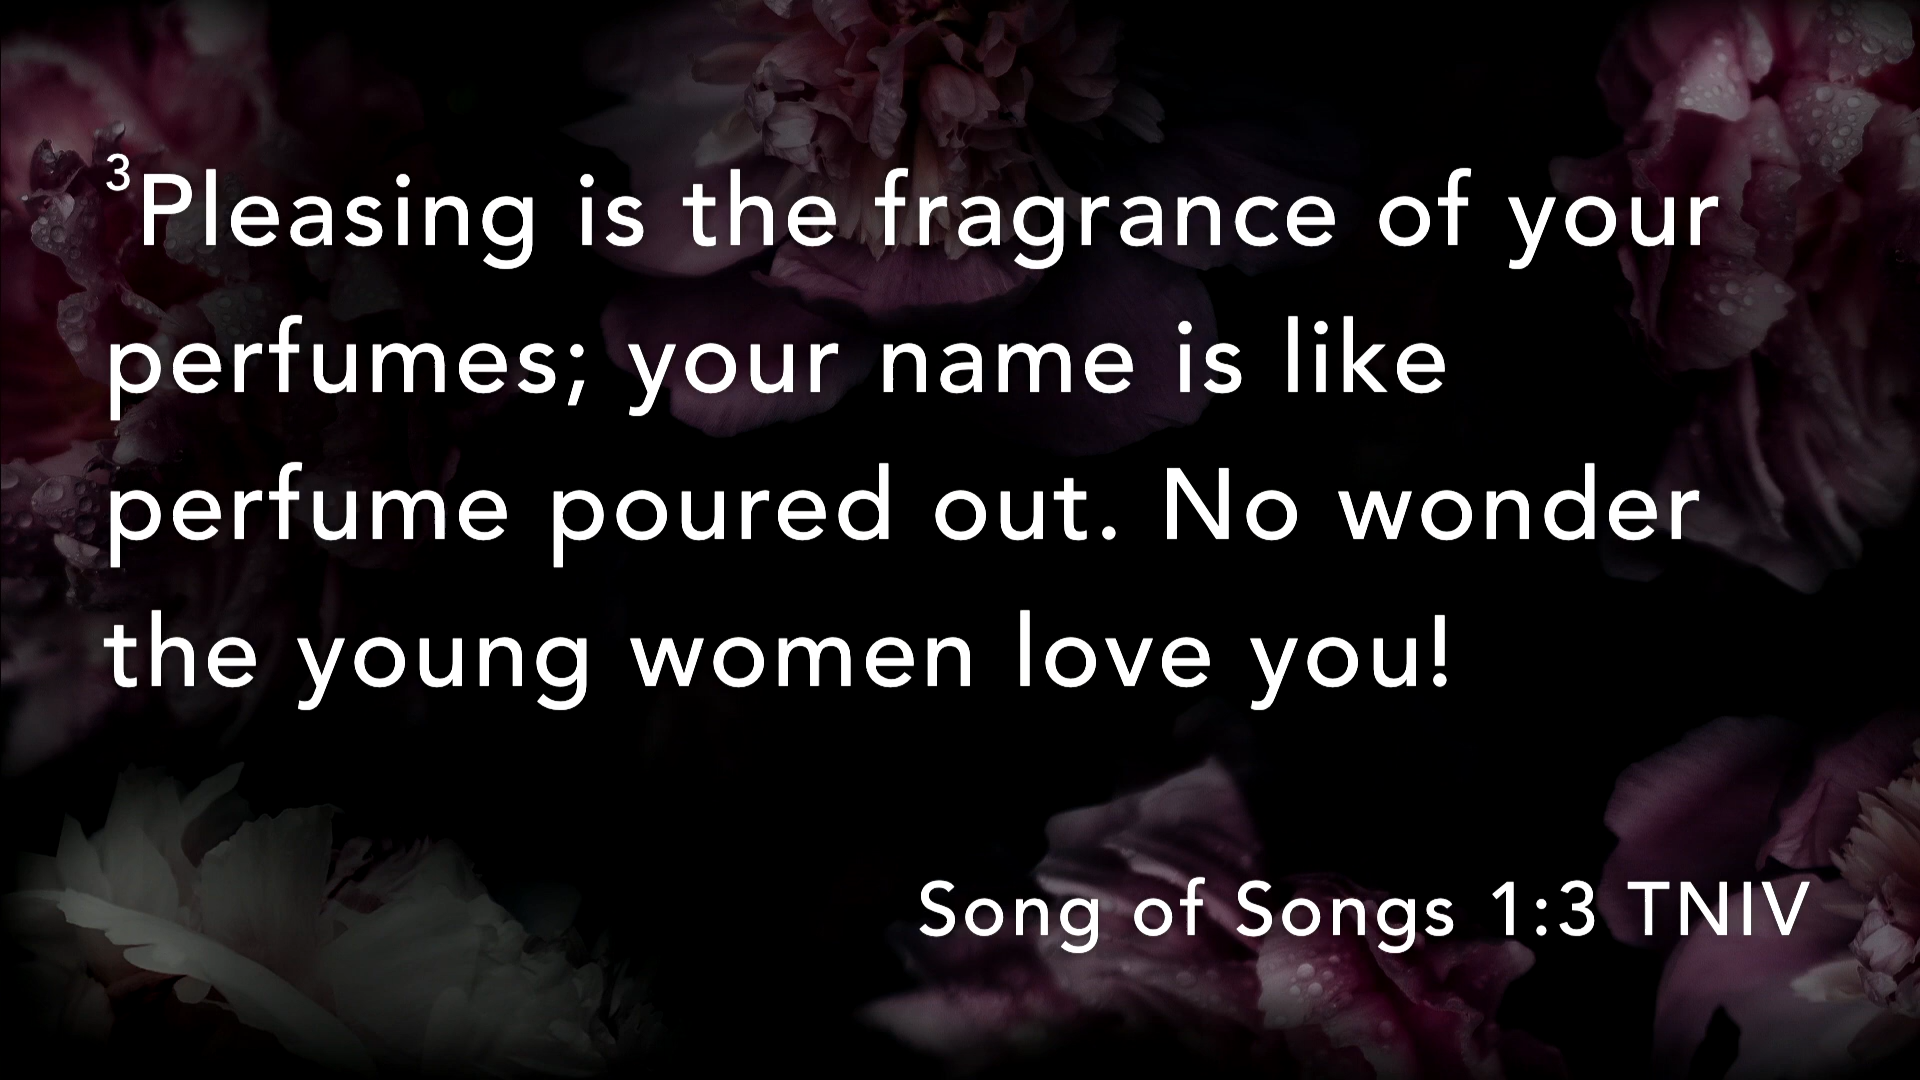 ³Pleasing is the fragrance of your
perfumes; your name is like
perfume poured out. No wonder
the young women love you!
Song of Songs 1:3 TNIV